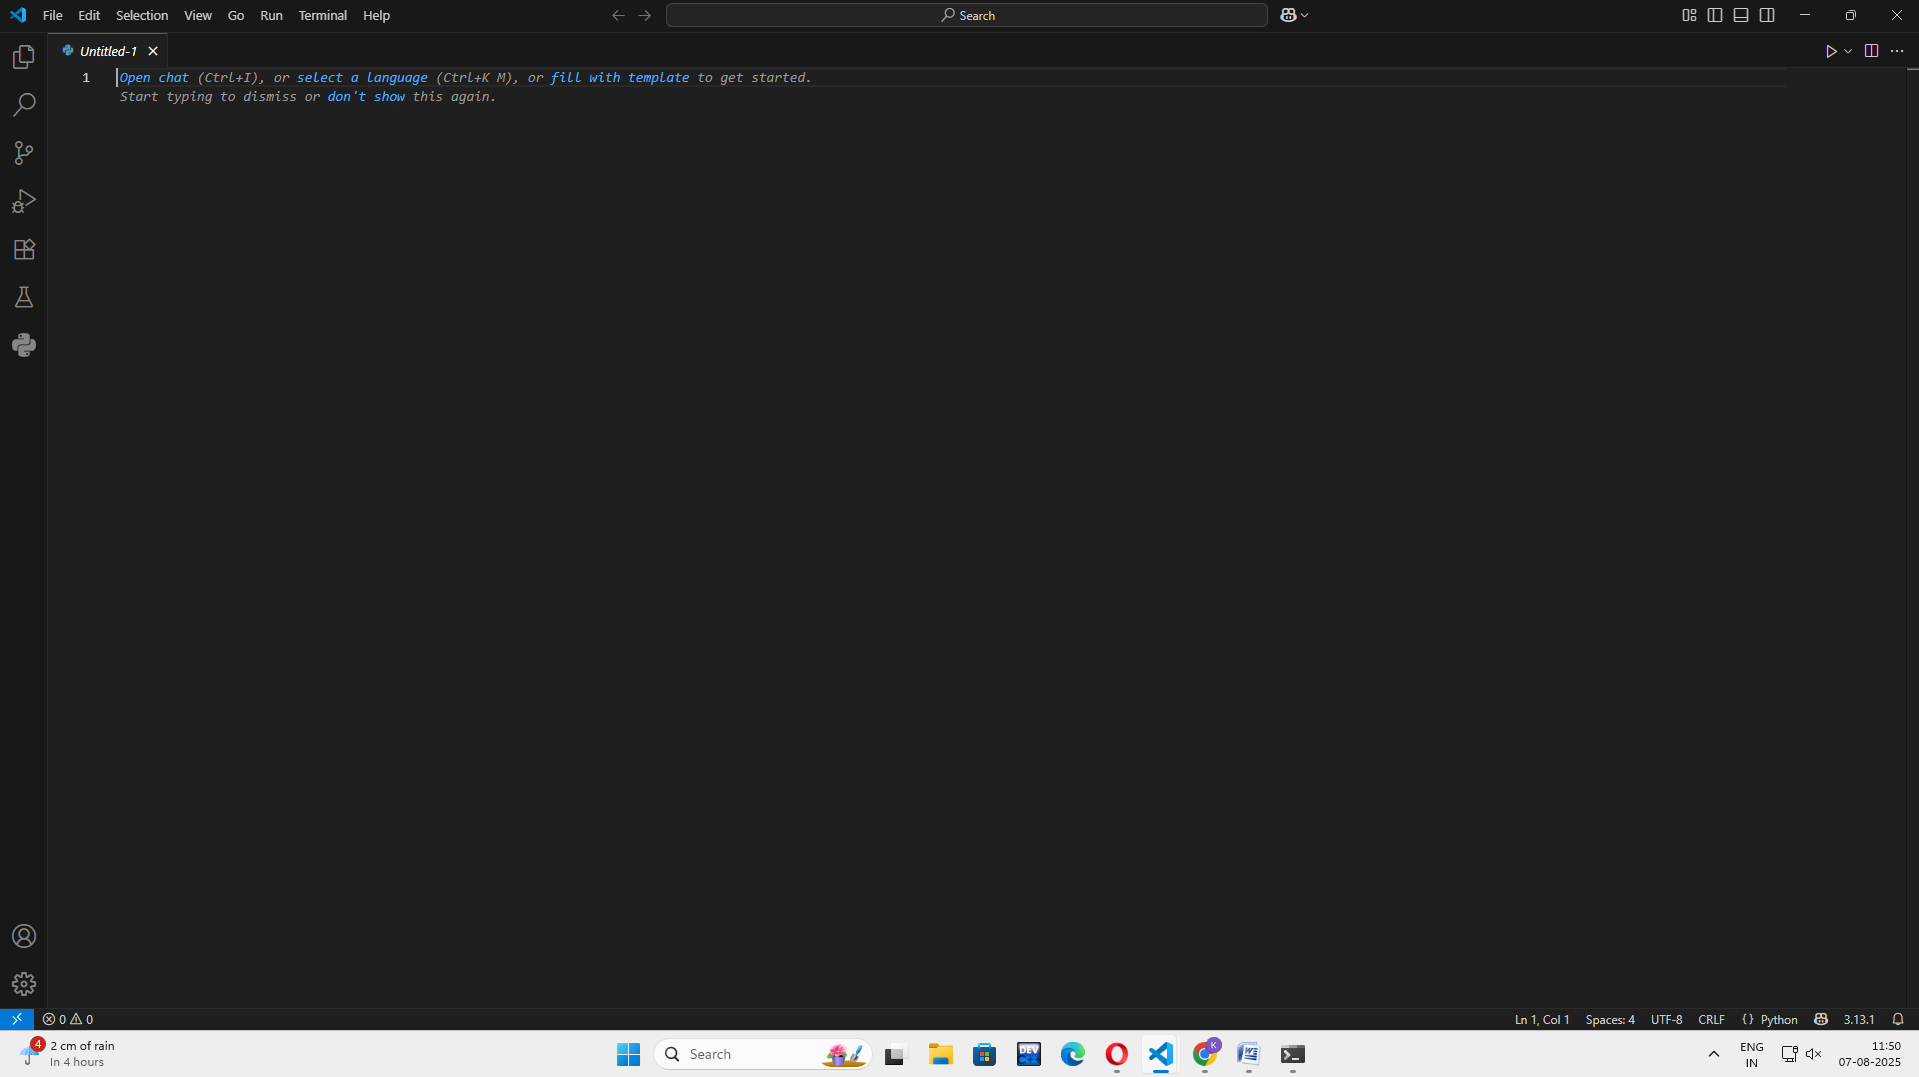 File Edit Selection View Go Run Terminal Help
Search
Untitled-1
1 Open chat (Ctrl+I), or select a language (Ctrl+K M), or fill with template to get started.
Start typing to dismiss or don't show this again.
0 0
Ln 1, Col 1 Spaces: 4 UTF-8 CRLF {} Python 3.13.1
4
2 cm of rain
In 4 hours
Search
DEV
K
W
ENG
IN
11:50
07-08-2025